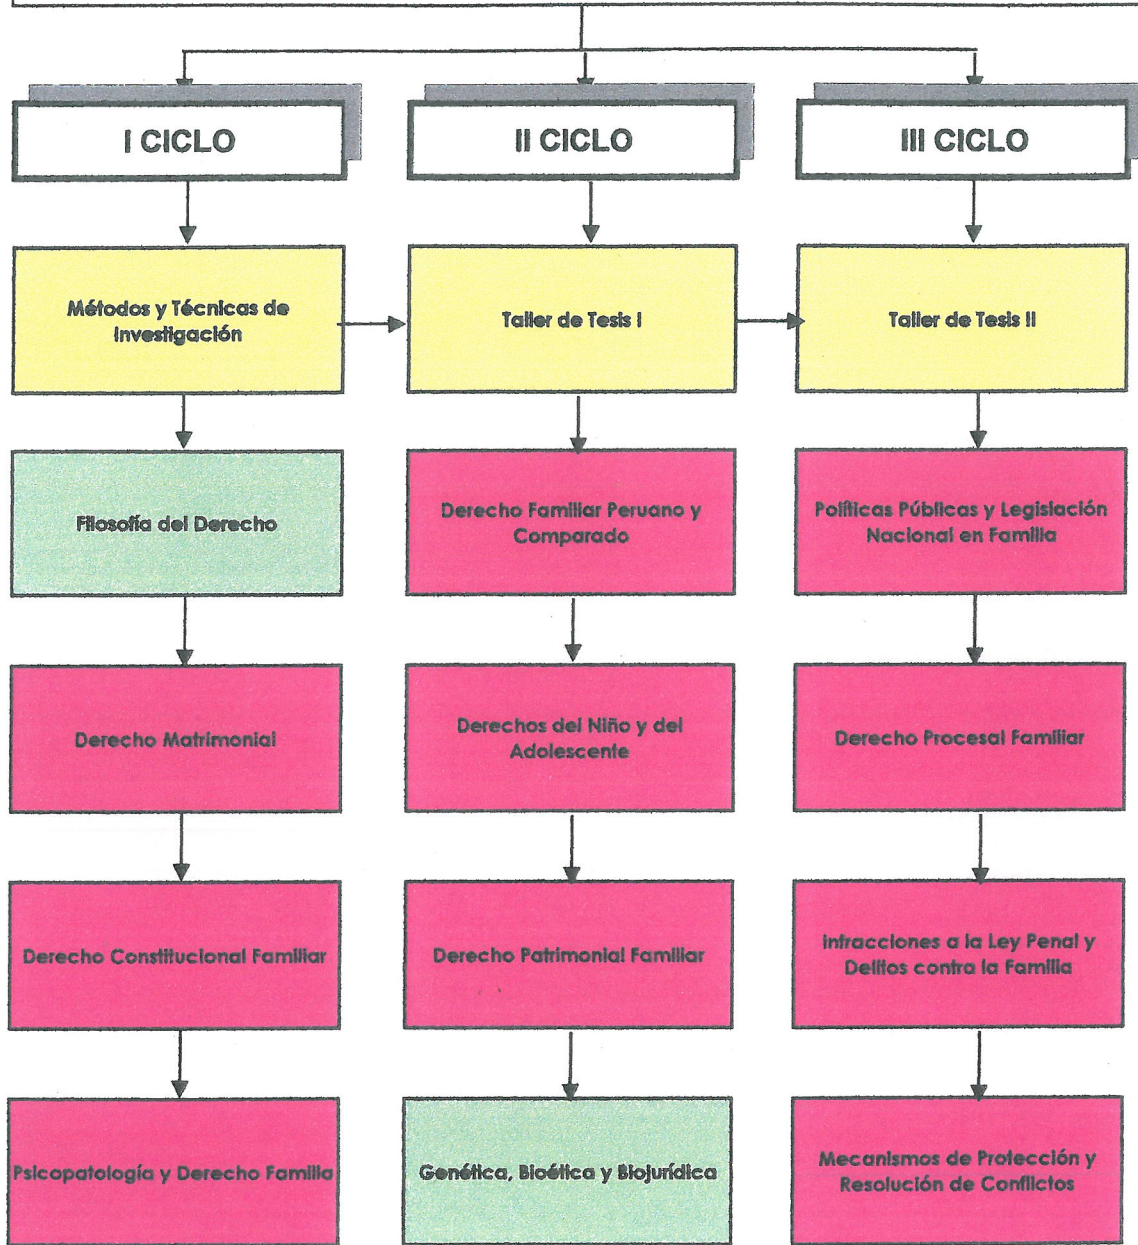 I CICLO
II CICLO
III CICLO
Métodos y Técnicas de
Investigación
Taller de Tesis I
Taller de Tesis II
Filosofía del Derecho
Derecho Familiar Peruano y
Comparado
Políticas Públicas y Legislación
Nacional en Familia
Derecho Matrimonial
Derechos del Niño y del
Adolescente
Derecho Procesal Familiar
Derecho Constitucional Familiar
Derecho Patrimonial Familiar
Infracciones a la Ley Penal y
Delitos contra la Familia
Psicopatología y Derecho Familia
Genética, Bioética y Biojurídica
Mecanismos de Protección y
Resolución de Conflictos